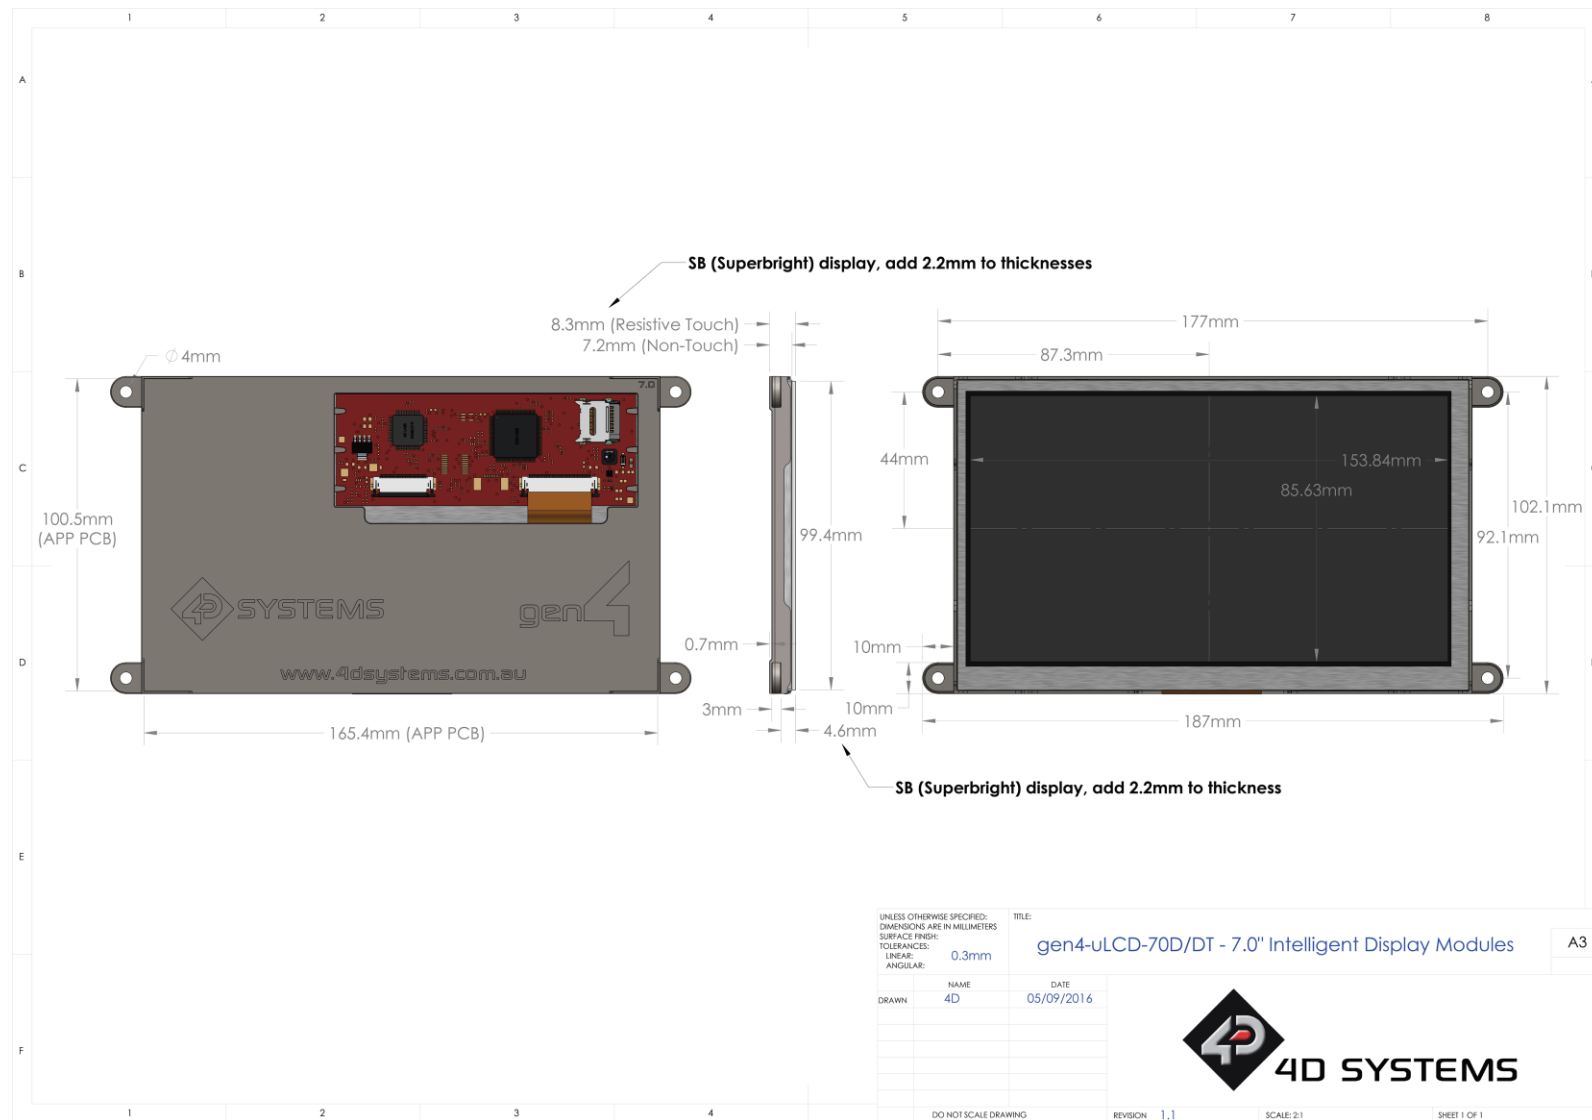 1 2 3 4 5 6 7 8
A
B
SB (Superbright) display, add 2.2mm to thicknesses
8.3mm (Resistive Touch)
7.2mm (Non-Touch)
177mm
87.3mm
∅ 4mm
7.0
C
44mm
153.84mm
85.63mm
100.5mm
(APP PCB)
99.4mm
102.1mm
92.1mm
4D SYSTEMS
gen4
www.4dsystems.com.au
D
0.7mm
10mm
3mm
10mm
4.6mm
187mm
165.4mm (APP PCB)
SB (Superbright) display, add 2.2mm to thickness
E
UNLESS OTHERWISE SPECIFIED:
DIMENSIONS ARE IN MILLIMETERS
SURFACE FINISH:
TOLERANCES:
LINEAR: 0.3mm
ANGULAR:
TITLE:
gen4-uLCD-70D/DT - 7.0" Intelligent Display Modules
A3
NAME DATE
DRAWN 4D 05/09/2016
F
4D SYSTEMS
DO NOT SCALE DRAWING
REVISION 1.1
SCALE: 2:1
SHEET 1 OF 1
1 2 3 4